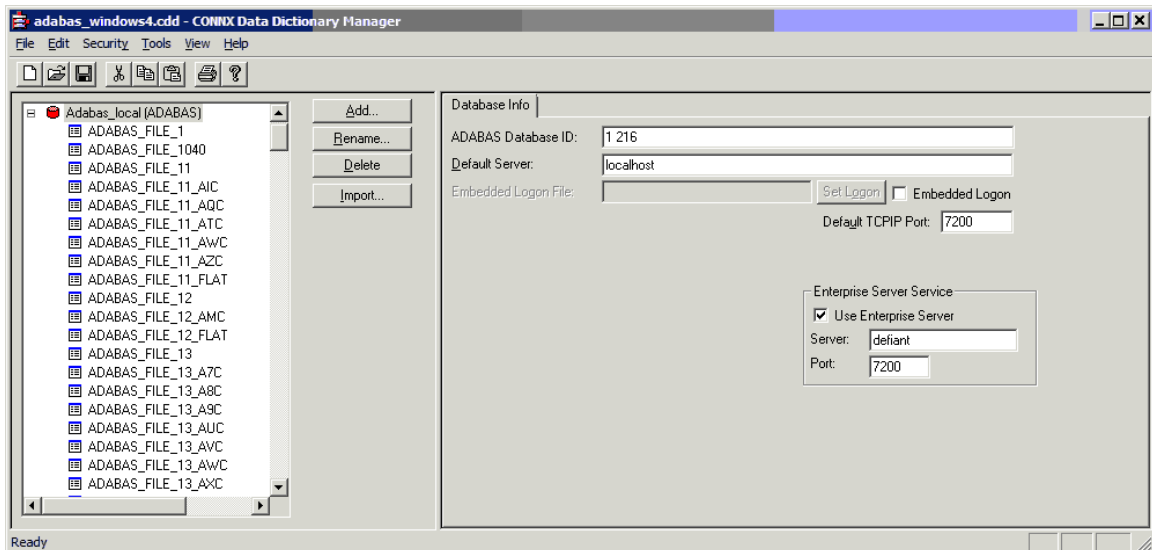 adabas_windows4.cdd - CONNX Data Dictionary Manager
File Edit Security Tools View Help
Adabas_local (ADABAS)
ADABAS_FILE_1
ADABAS_FILE_1040
ADABAS_FILE_11
ADABAS_FILE_11_AIC
ADABAS_FILE_11_AQC
ADABAS_FILE_11_ATC
ADABAS_FILE_11_AWC
ADABAS_FILE_11_AZC
ADABAS_FILE_11_FLAT
ADABAS_FILE_12
ADABAS_FILE_12_AMC
ADABAS_FILE_12_FLAT
ADABAS_FILE_13
ADABAS_FILE_13_A7C
ADABAS_FILE_13_A8C
ADABAS_FILE_13_A9C
ADABAS_FILE_13_AUC
ADABAS_FILE_13_AVC
ADABAS_FILE_13_AWC
ADABAS_FILE_13_AXC
Add...
Rename...
Delete
Import...
Database Info
ADABAS Database ID: 1 216
Default Server: localhost
Embedded Logon File: Set Logon Embedded Logon
Default TCPIP Port: 7200
Enterprise Server Service
Use Enterprise Server
Server: defiant
Port: 7200
Ready